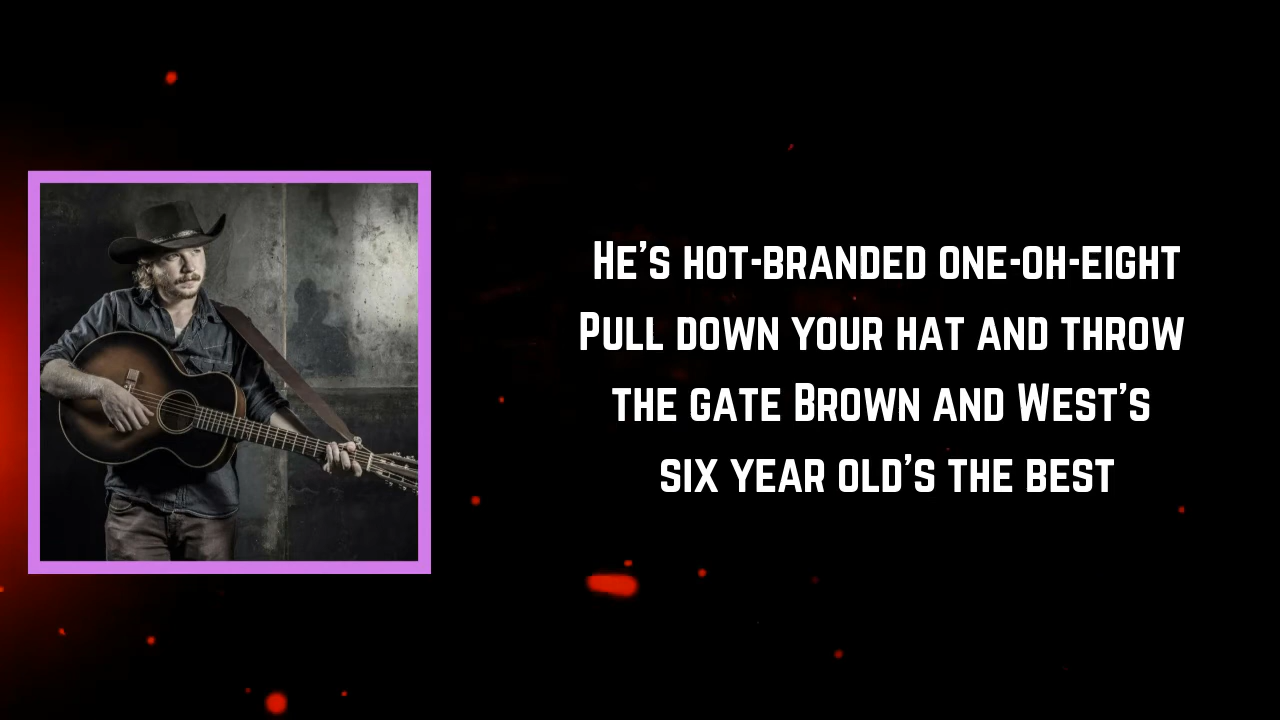 He's hot-branded one-oh-eight
Pull down your hat and throw
the gate Brown and West's
six year old's the best